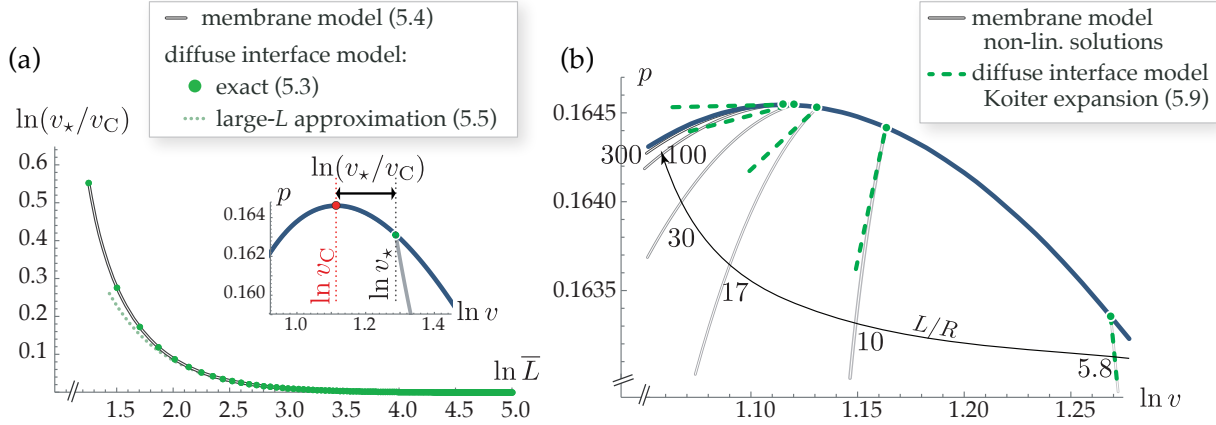 (a)
membrane model (5.4)
diffuse interface model:
exact (5.3)
large-L approximation (5.5)
ln(v⋆/vC)
0.6
0.5
0.4
0.3
0.2
0.1
1.5
2.0
2.5
3.0
3.5
4.0
4.5
5.0
ln L̅
ln(v⋆/vC)
p
0.164
0.162
0.160
ln vC
ln v⋆
ln v
1.0
1.2
1.4
(b)
membrane model
non-lin. solutions
diffuse interface model
Koiter expansion (5.9)
p
0.1645
0.1640
0.1635
300
100
30
17
10
L/R
5.8
1.10
1.15
1.20
1.25
ln v